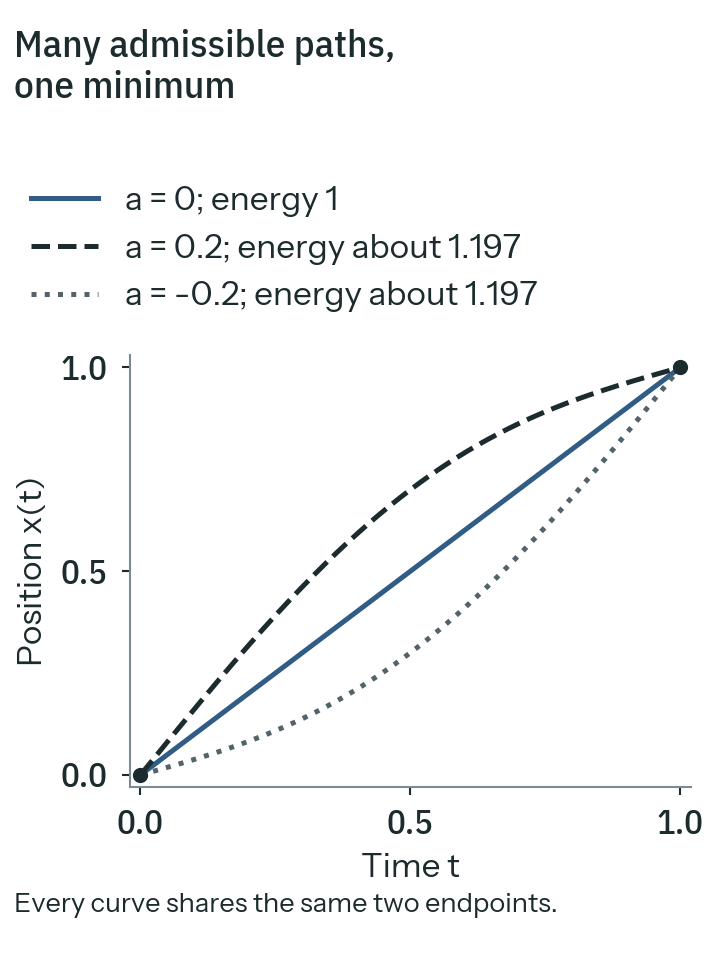 Many admissible paths,
one minimum
a = 0; energy 1
a = 0.2; energy about 1.197
a = -0.2; energy about 1.197
1.0
0.5
0.0
Position x(t)
0.0 0.5 1.0
Time t
Every curve shares the same two endpoints.